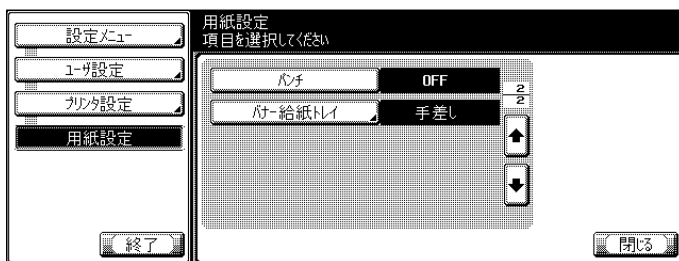 設定メニュー
ユーザ設定
プリンタ設定
用紙設定
終了
用紙設定
項目を選択してください
パンチ OFF
バナー給紙トレイ 手差し
2
2
閉じる